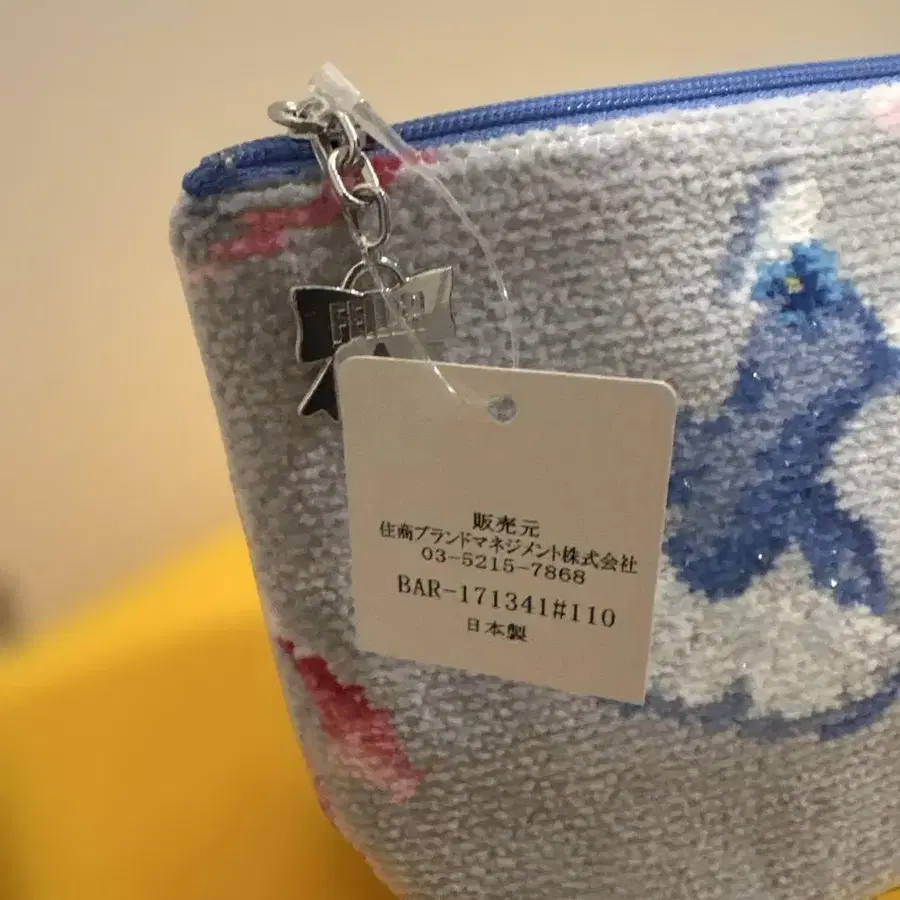 FEILER
販売元
住商ブランドマネジメント株式会社
03-5215-7868
BAR-171341#110
日本製